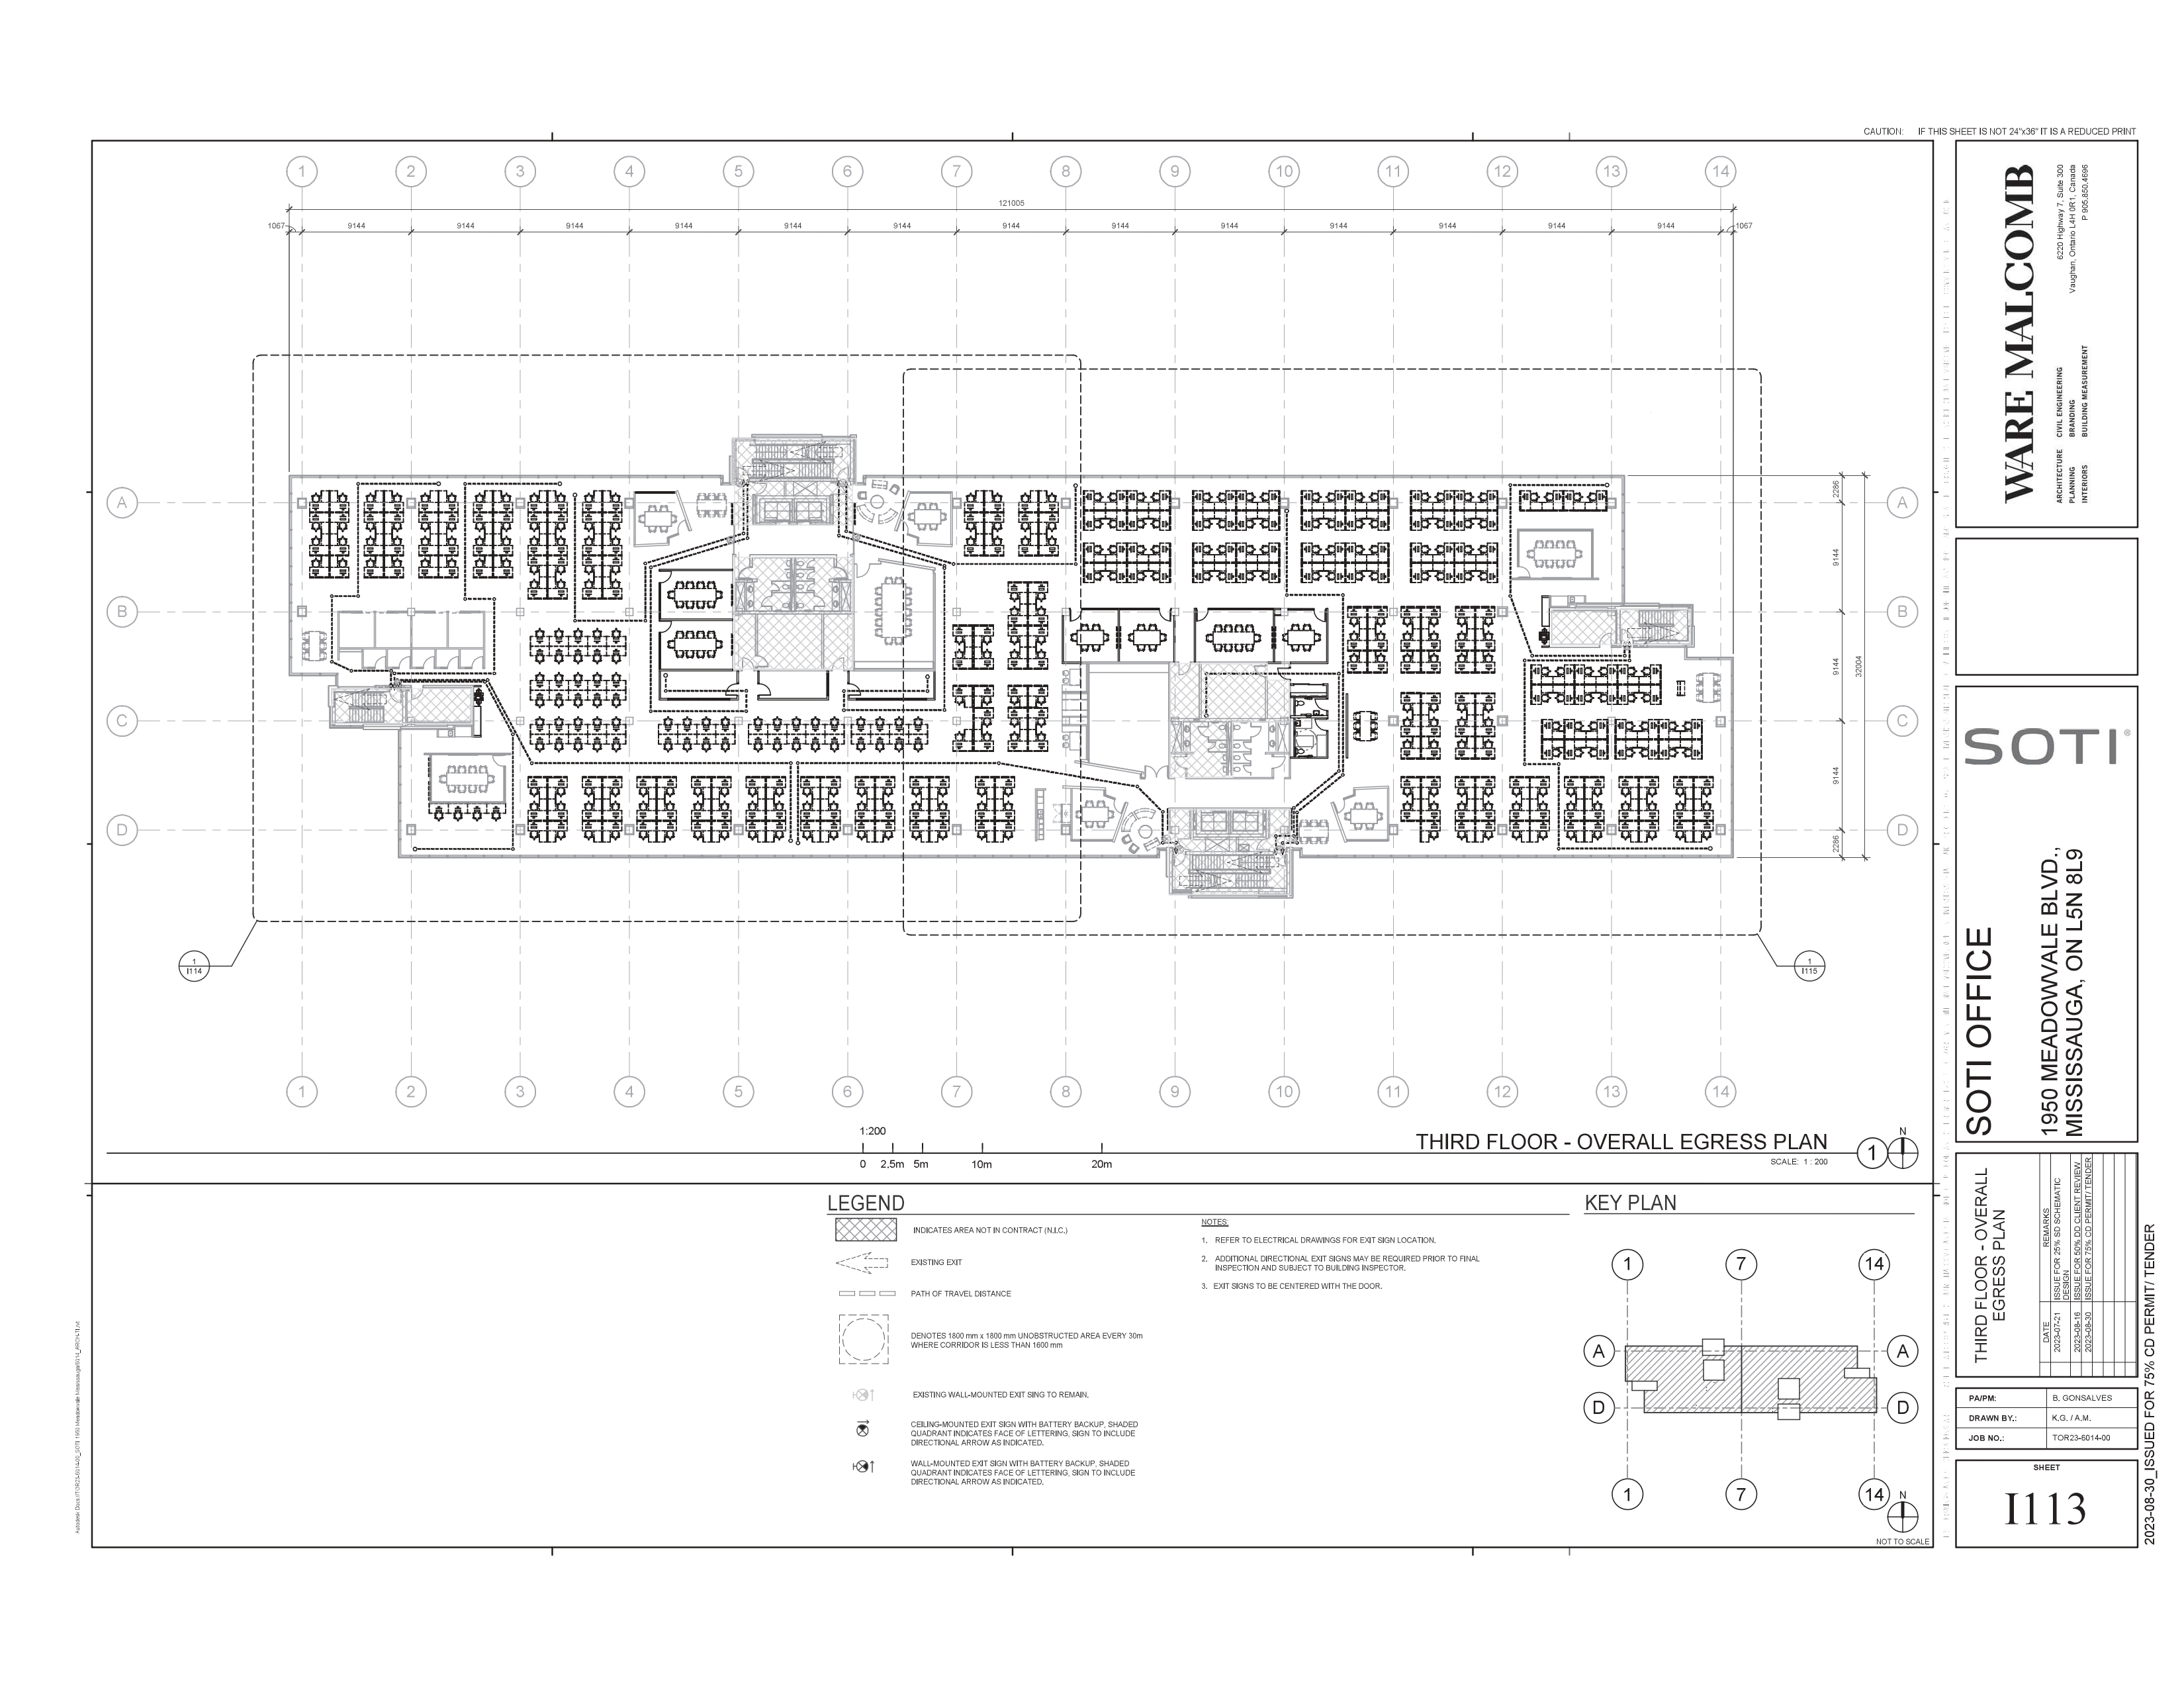 CAUTION: IF THIS SHEET IS NOT 24"x36" IT IS A REDUCED PRINT
1 2 3 4 5 6 7 8 9 10 11 12 13 14
121005
1067 9144 9144 9144 9144 9144 9144 9144 9144 9144 9144 9144 9144 9144 1067
A A
B B
C C
D D
2286
9144
9144
9144
2286
32004
1
I114
1
I115
1 2 3 4 5 6 7 8 9 10 11 12 13 14
1:200
0 2.5m 5m 10m 20m
THIRD FLOOR - OVERALL EGRESS PLAN
SCALE: 1 : 200
1
N
LEGEND
INDICATES AREA NOT IN CONTRACT (N.I.C.)
EXISTING EXIT
PATH OF TRAVEL DISTANCE
DENOTES 1800 mm x 1800 mm UNOBSTRUCTED AREA EVERY 30m
WHERE CORRIDOR IS LESS THAN 1600 mm
EXISTING WALL-MOUNTED EXIT SING TO REMAIN.
CEILING-MOUNTED EXIT SIGN WITH BATTERY BACKUP, SHADED
QUADRANT INDICATES FACE OF LETTERING, SIGN TO INCLUDE
DIRECTIONAL ARROW AS INDICATED.
WALL-MOUNTED EXIT SIGN WITH BATTERY BACKUP, SHADED
QUADRANT INDICATES FACE OF LETTERING, SIGN TO INCLUDE
DIRECTIONAL ARROW AS INDICATED.
NOTES:
1. REFER TO ELECTRICAL DRAWINGS FOR EXIT SIGN LOCATION.
2. ADDITIONAL DIRECTIONAL EXIT SIGNS MAY BE REQUIRED PRIOR TO FINAL
INSPECTION AND SUBJECT TO BUILDING INSPECTOR.
3. EXIT SIGNS TO BE CENTERED WITH THE DOOR.
KEY PLAN
1 7 14
A A
D D
1 7 14
N
NOT TO SCALE
WARE MALCOMB
6220 Highway 7, Suite 300
Vaughan, Ontario L4H 0R1, Canada
P 905.850.4696
ARCHITECTURE CIVIL ENGINEERING
PLANNING BRANDING
INTERIORS BUILDING MEASUREMENT
SOTI®
SOTI OFFICE
1950 MEADOWVALE BLVD.,
MISSISSAUGA, ON L5N 8L9
THIRD FLOOR - OVERALL
EGRESS PLAN
DATE REMARKS
2023-07-21 ISSUE FOR 25% SD SCHEMATIC
DESIGN
2023-08-16 ISSUE FOR 50% DD CLIENT REVIEW
2023-08-30 ISSUE FOR 75% CD PERMIT/ TENDER
PA/PM: B. GONSALVES
DRAWN BY.: K.G. / A.M.
JOB NO.: TOR23-6014-00
SHEET
I113
2023-08-30_ISSUED FOR 75% CD PERMIT/ TENDER